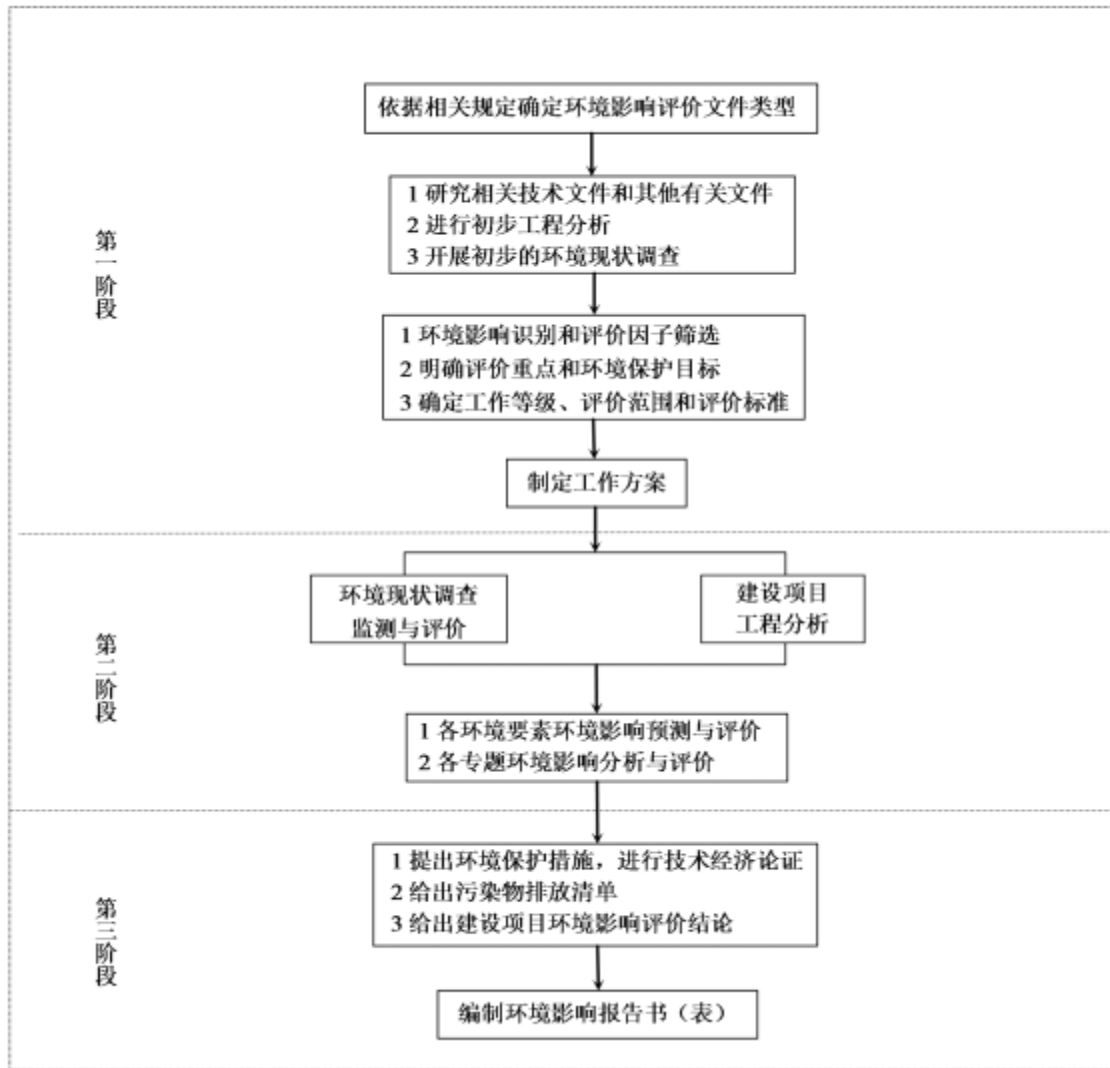 依据相关规定确定环境影响评价文件类型
第一阶段
1 研究相关技术文件和其他有关文件
2 进行初步工程分析
3 开展初步的环境现状调查
1 环境影响识别和评价因子筛选
2 明确评价重点和环境保护目标
3 确定工作等级、评价范围和评价标准
制定工作方案
第二阶段
环境现状调查
监测与评价
建设项目
工程分析
1 各环境要素环境影响预测与评价
2 各专题环境影响分析与评价
第三阶段
1 提出环境保护措施，进行技术经济论证
2 给出污染物排放清单
3 给出建设项目环境影响评价结论
编制环境影响报告书（表）